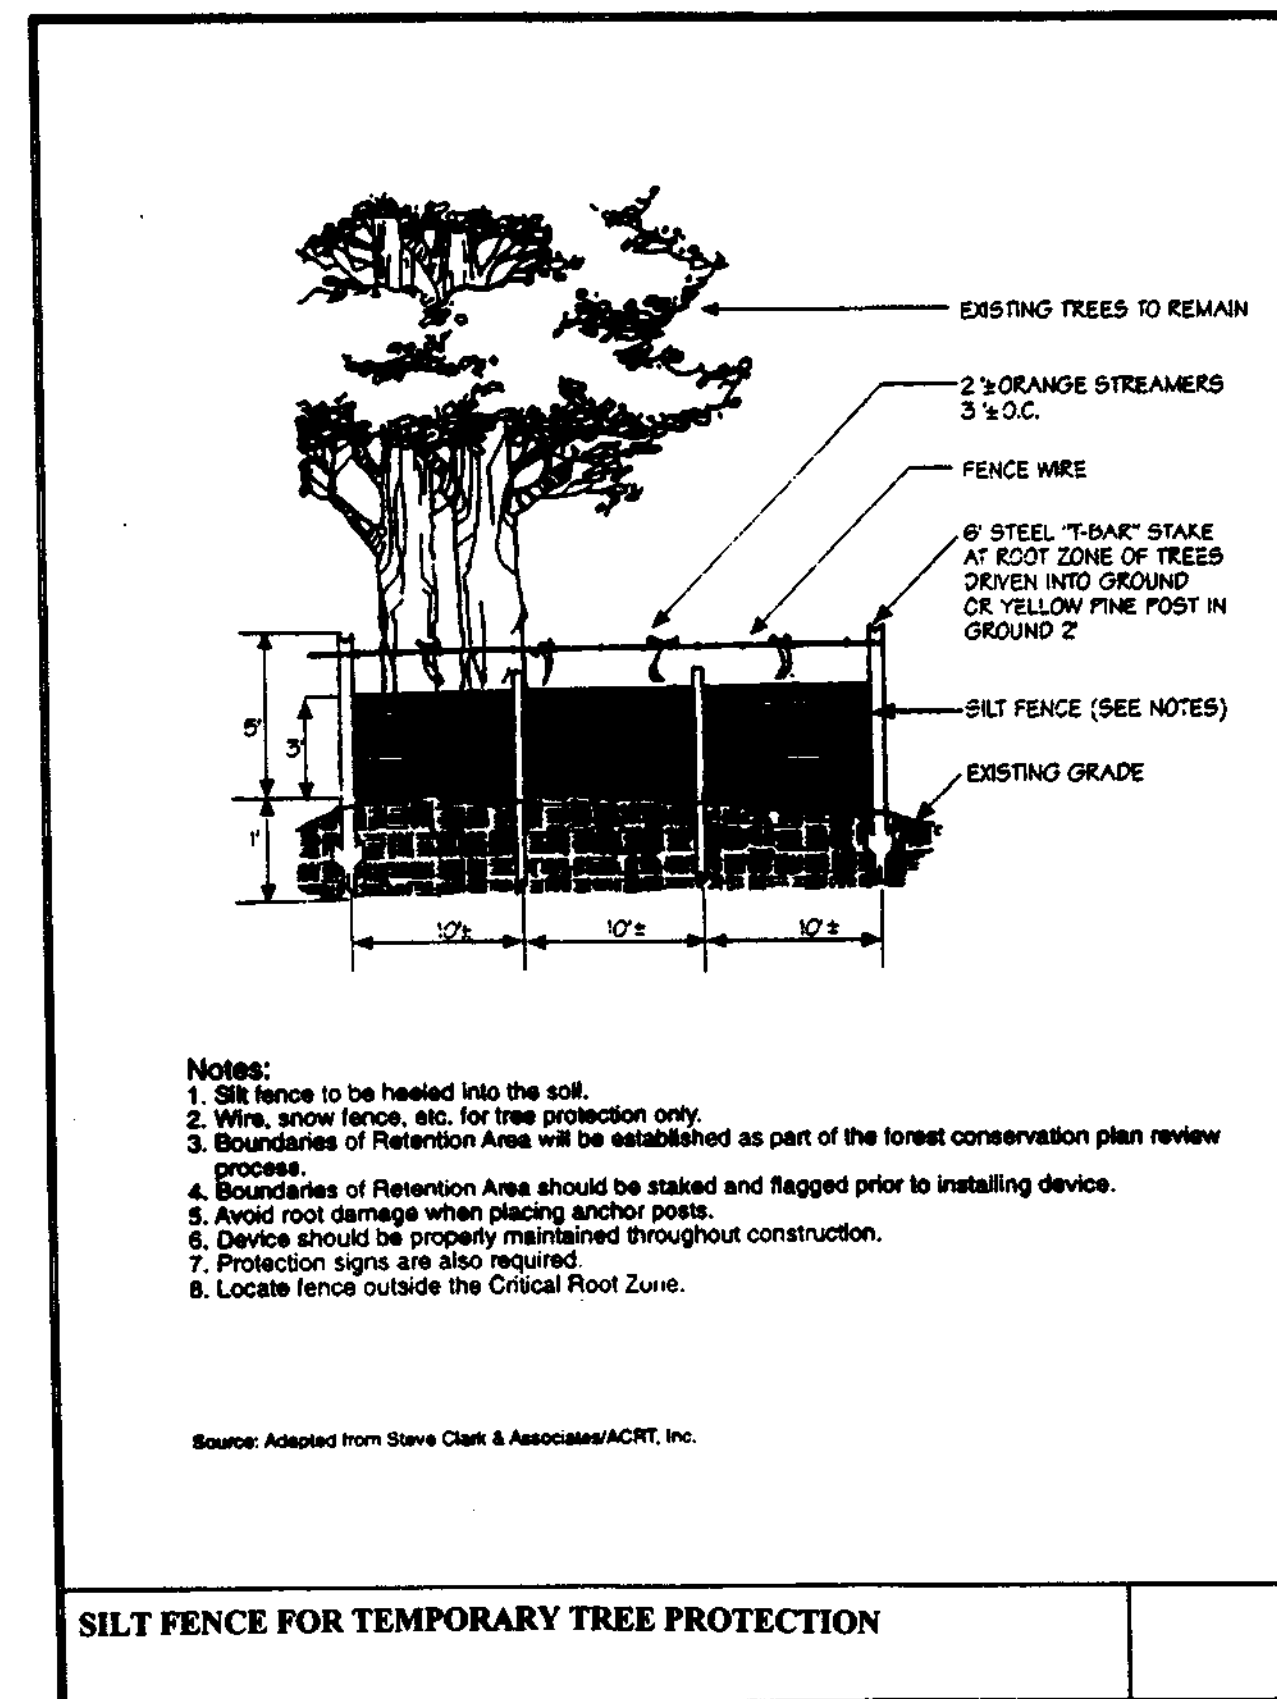 EXISTING TREES TO REMAIN
2'± ORANGE STREAMERS
3'± O.C.
FENCE WIRE
6' STEEL "T-BAR" STAKE
AT ROOT ZONE OF TREES
DRIVEN INTO GROUND
OR YELLOW PINE POST IN
GROUND 2'
SILT FENCE (SEE NOTES)
EXISTING GRADE
5'
3'
1'
10'± 10'± 10'±
Notes:
1. Silt fence to be heeled into the soil.
2. Wire, snow fence, etc. for tree protection only.
3. Boundaries of Retention Area will be established as part of the forest conservation plan review
process.
4. Boundaries of Retention Area should be staked and flagged prior to installing device.
5. Avoid root damage when placing anchor posts.
6. Device should be properly maintained throughout construction.
7. Protection signs are also required.
8. Locate fence outside the Critical Root Zone.
Source: Adapted from Steve Clark & Associates/ACRT, Inc.
SILT FENCE FOR TEMPORARY TREE PROTECTION